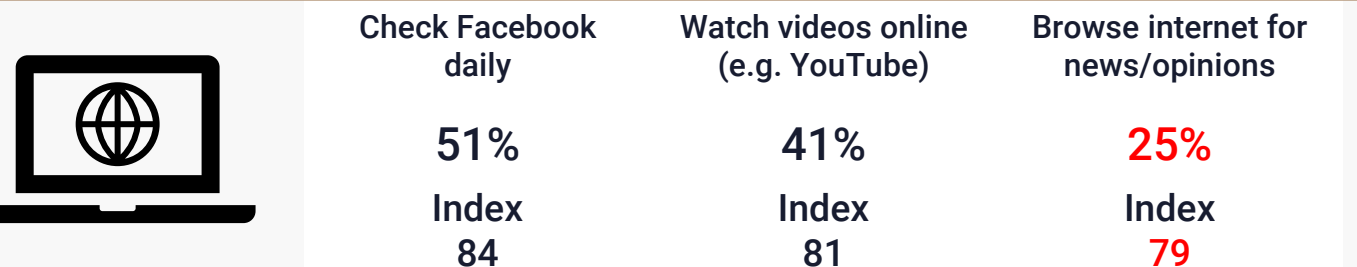 Check Facebook
daily
51%
Index
84
Watch videos online
(e.g. YouTube)
41%
Index
81
Browse internet for
news/opinions
25%
Index
79